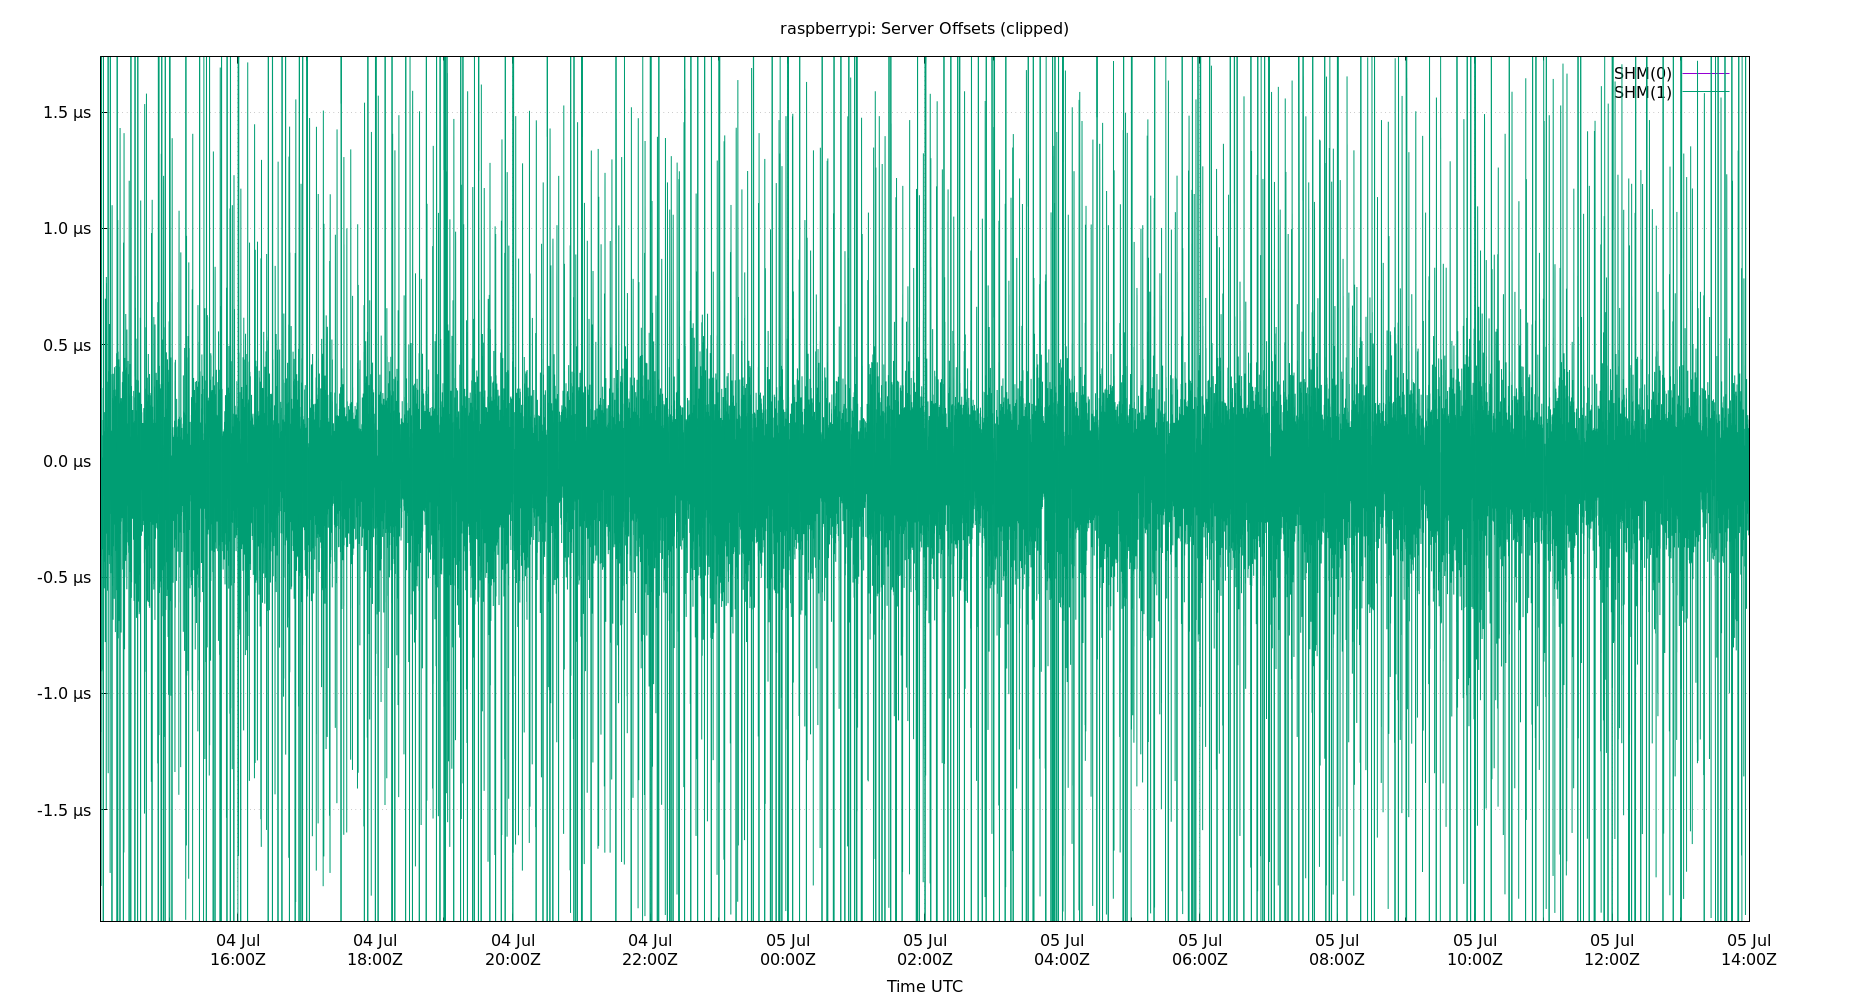 raspberrypi: Server Offsets (clipped)
SHM(0)
SHM(1)
1.5 µs
1.0 µs
0.5 µs
0.0 µs
-0.5 µs
-1.0 µs
-1.5 µs
04 Jul 04 Jul 04 Jul 04 Jul 05 Jul 05 Jul 05 Jul 05 Jul 05 Jul 05 Jul 05 Jul 05 Jul
16:00Z 18:00Z 20:00Z 22:00Z 00:00Z 02:00Z 04:00Z 06:00Z 08:00Z 10:00Z 12:00Z 14:00Z
Time UTC